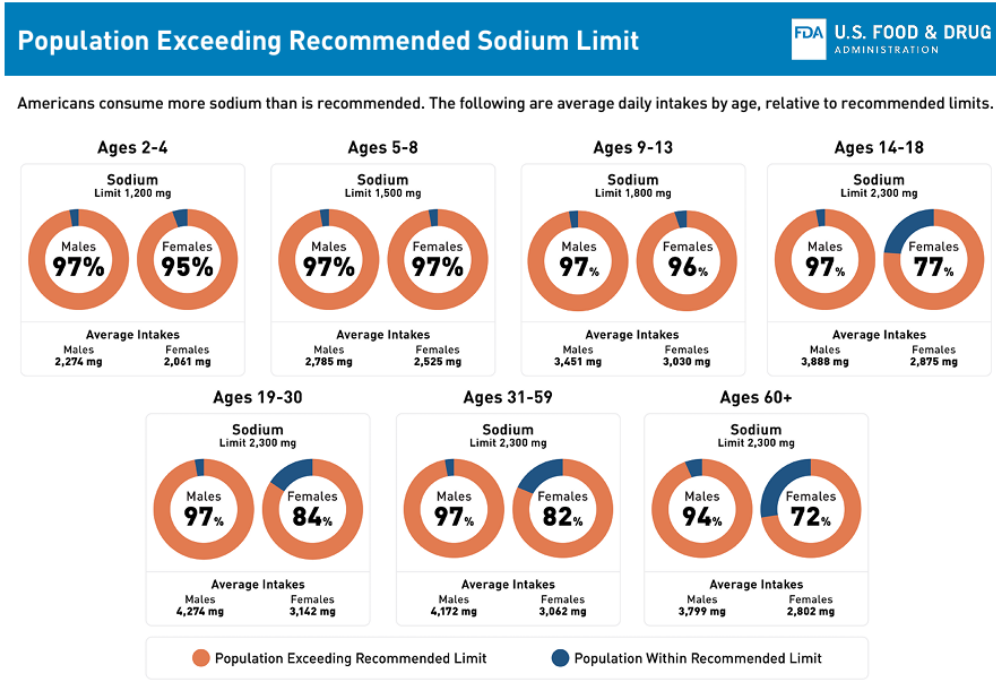 Population Exceeding Recommended Sodium Limit
FDA
U.S. FOOD & DRUG
ADMINISTRATION
Americans consume more sodium than is recommended. The following are average daily intakes by age, relative to recommended limits.
Ages 2-4
Sodium
Limit 1,200 mg
Males
97%
Females
95%
Average Intakes
Males
2,274 mg
Females
2,061 mg
Ages 5-8
Sodium
Limit 1,500 mg
Males
97%
Females
97%
Average Intakes
Males
2,785 mg
Females
2,525 mg
Ages 9-13
Sodium
Limit 1,800 mg
Males
97%
Females
96%
Average Intakes
Males
3,451 mg
Females
3,030 mg
Ages 14-18
Sodium
Limit 2,300 mg
Males
97%
Females
77%
Average Intakes
Males
3,888 mg
Females
2,875 mg
Ages 19-30
Sodium
Limit 2,300 mg
Males
97%
Females
84%
Average Intakes
Males
4,274 mg
Females
3,142 mg
Ages 31-59
Sodium
Limit 2,300 mg
Males
97%
Females
82%
Average Intakes
Males
4,172 mg
Females
3,062 mg
Ages 60+
Sodium
Limit 2,300 mg
Males
94%
Females
72%
Average Intakes
Males
3,799 mg
Females
2,802 mg
Population Exceeding Recommended Limit
Population Within Recommended Limit